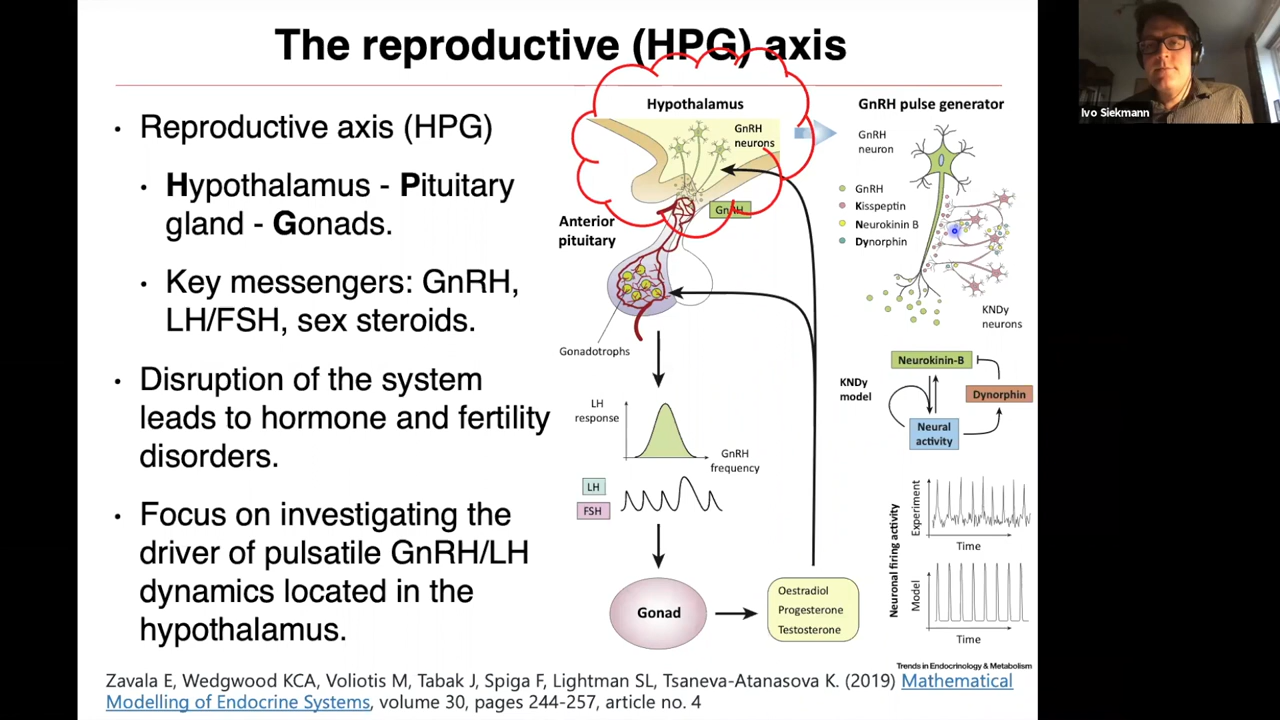 The reproductive (HPG) axis
• Reproductive axis (HPG)
• Hypothalamus - Pituitary
gland - Gonads.
• Key messengers: GnRH,
LH/FSH, sex steroids.
• Disruption of the system
leads to hormone and fertility
disorders.
• Focus on investigating the
driver of pulsatile GnRH/LH
dynamics located in the
hypothalamus.
Hypothalamus
GnRH
neurons
GnRH
Anterior
pituitary
Gonadotrophs
LH
response
GnRH
frequency
LH
FSH
Gonad
Oestradiol
Progesterone
Testosterone
GnRH pulse generator
GnRH
neuron
GnRH
Kisspeptin
Neurokinin B
Dynorphin
KNDy
neurons
KNDy
model
Neurokinin-B
Dynorphin
Neural
activity
Neuronal firing activity
Experiment
Time
Model
Time
Trends in Endocrinology & Metabolism
Zavala E, Wedgwood KCA, Voliotis M, Tabak J, Spiga F, Lightman SL, Tsaneva-Atanasova K. (2019) Mathematical
Modelling of Endocrine Systems, volume 30, pages 244-257, article no. 4
Ivo Siekmann